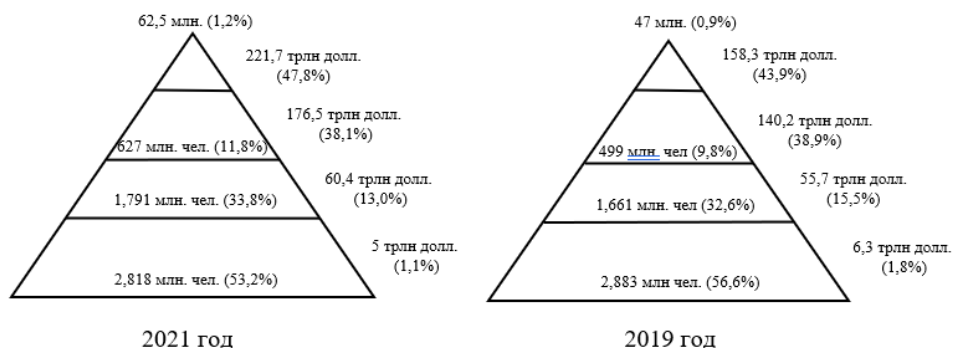 62,5 млн. (1,2%)
221,7 трлн долл.
(47,8%)
176,5 трлн долл.
(38,1%)
627 млн. чел. (11,8%)
60,4 трлн долл.
(13,0%)
1,791 млн. чел. (33,8%)
5 трлн долл.
(1,1%)
2,818 млн. чел. (53,2%)
2021 год
47 млн. (0,9%)
158,3 трлн долл.
(43,9%)
140,2 трлн долл.
(38,9%)
499 млн. чел (9,8%)
55,7 трлн долл.
(15,5%)
1,661 млн. чел (32,6%)
6,3 трлн долл.
(1,8%)
2,883 млн чел (56,6%)
2019 год